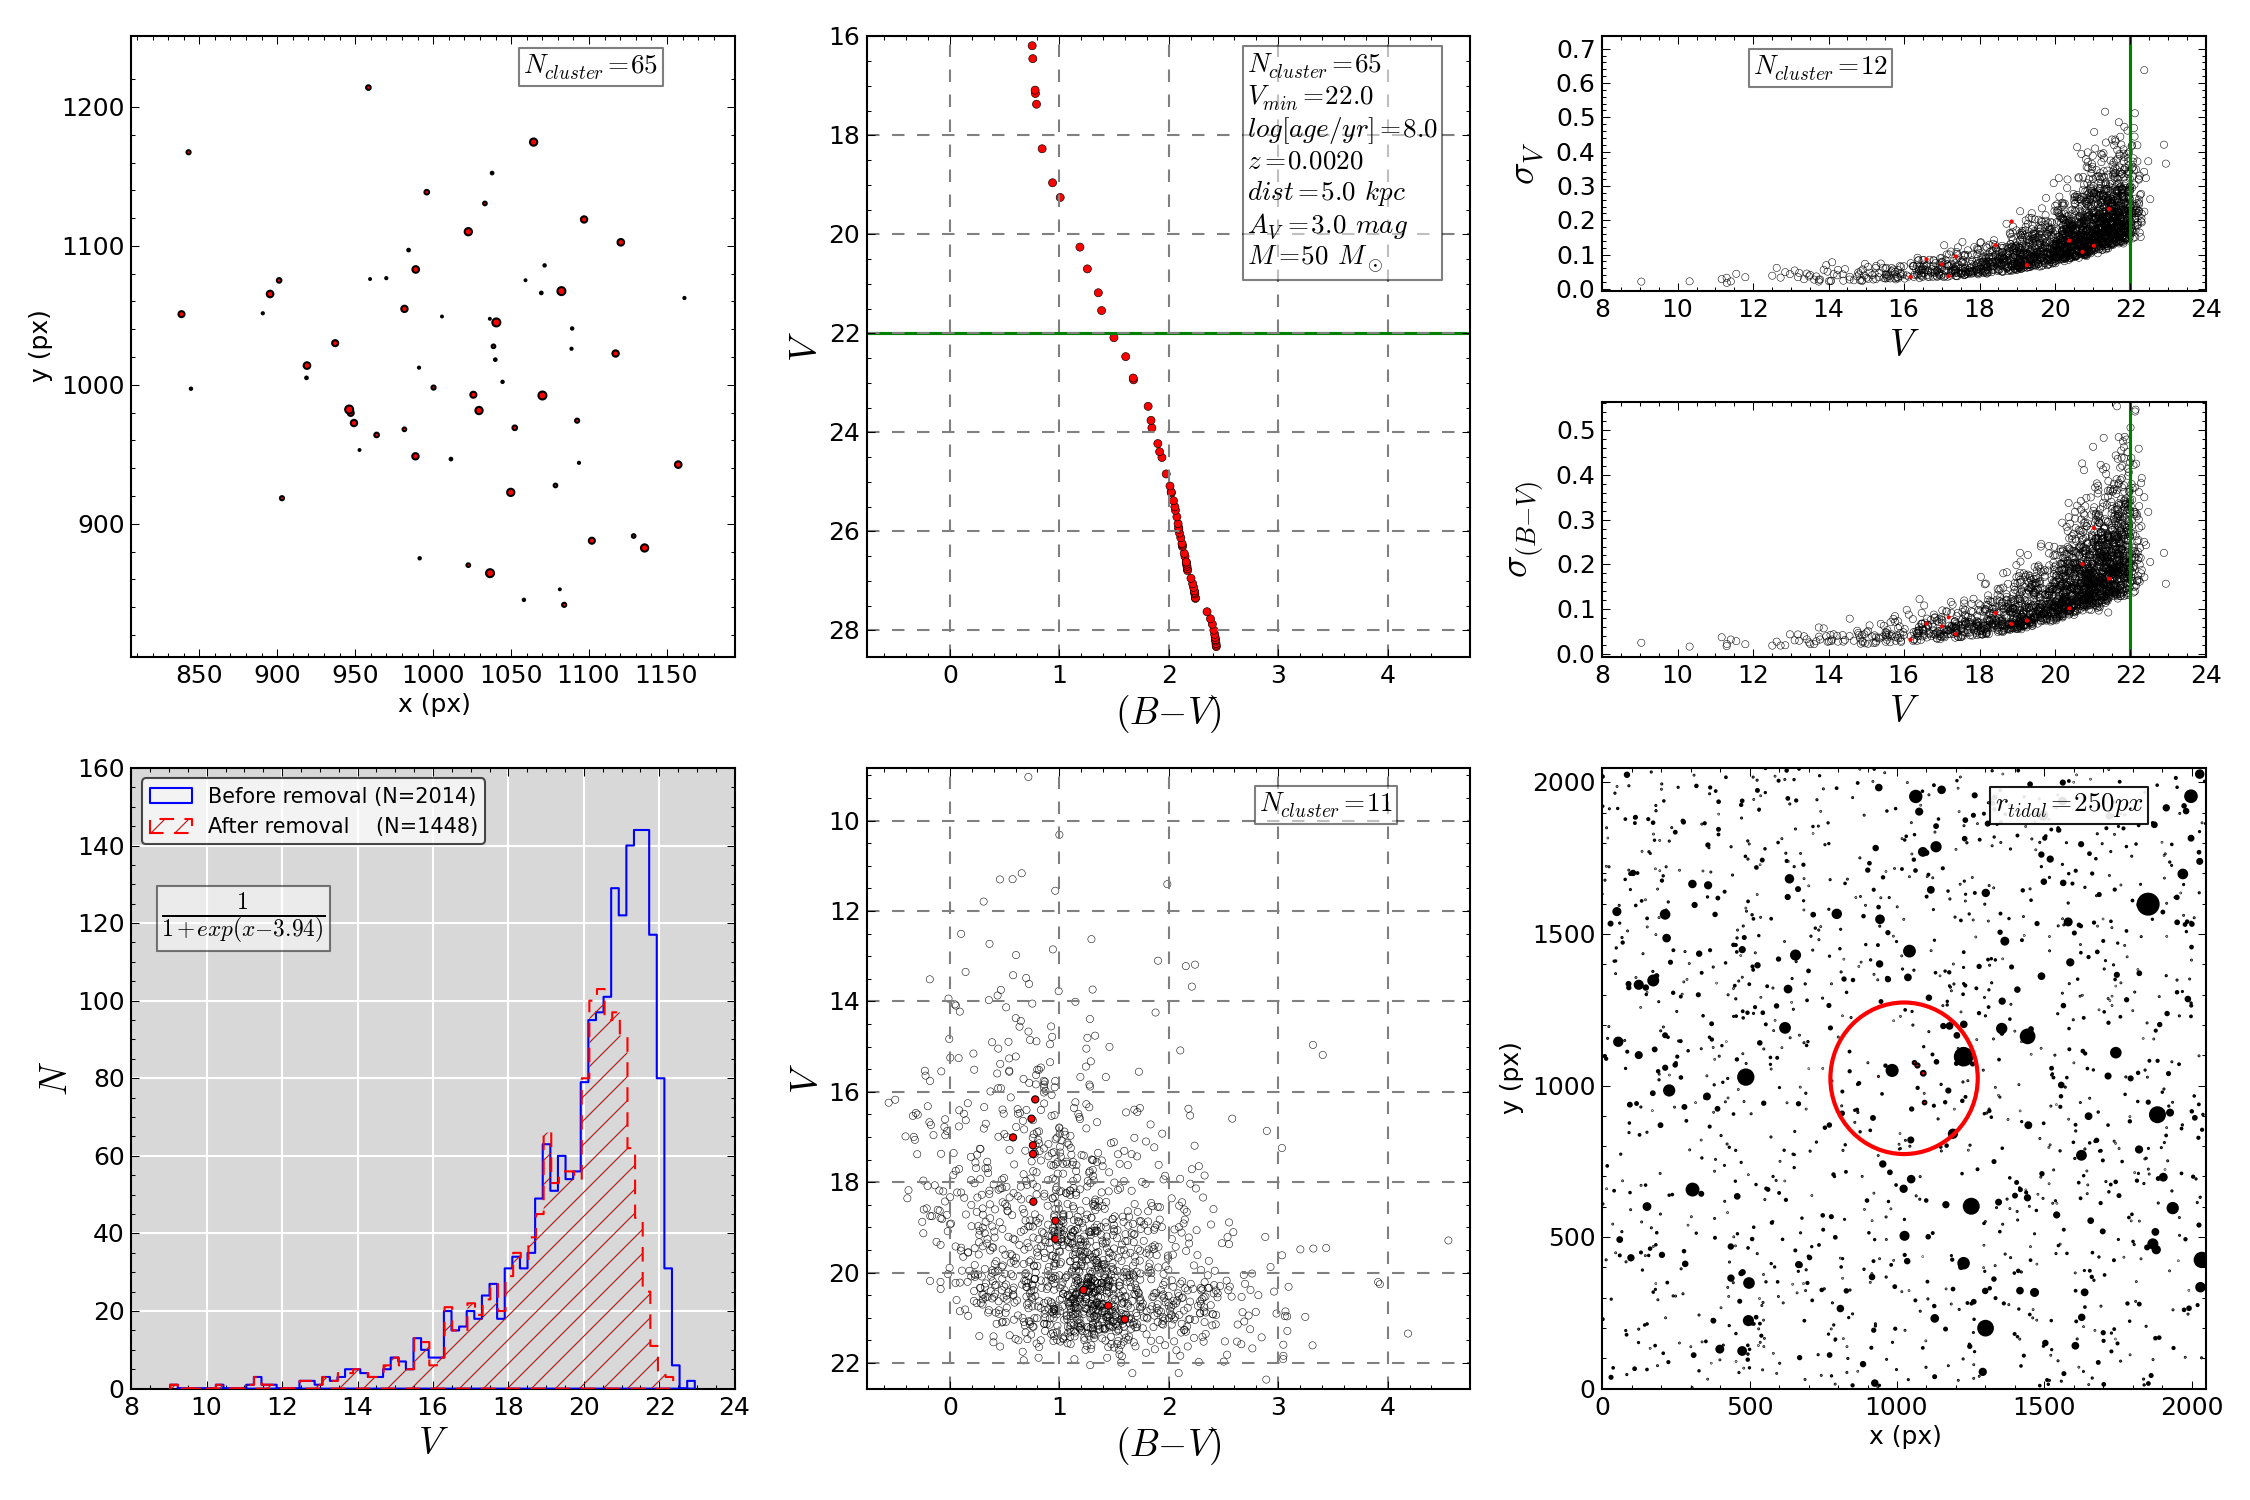 N_cluster=65
1200
1100
1000
900
y (px)
850 900 950 1000 1050 1100 1150
x (px)
N_cluster=65
V_min=22.0
log[age/yr]=8.0
z=0.0020
dist=5.0 kpc
A_V=3.0 mag
M=50 M_⊙
16
18
20
22
24
26
28
V
0 1 2 3 4
(B−V)
N_cluster=12
0.7
0.6
0.5
0.4
0.3
0.2
0.1
0.0
σ_V
8 10 12 14 16 18 20 22 24
V
0.5
0.4
0.3
0.2
0.1
0.0
σ_(B−V)
8 10 12 14 16 18 20 22 24
V
Before removal (N=2014)
After removal (N=1448)
1
1+exp(x−3.94)
160
140
120
100
80
60
40
20
0
N
8 10 12 14 16 18 20 22 24
V
N_cluster=11
10
12
14
16
18
20
22
V
0 1 2 3 4
(B−V)
r_tidal=250px
2000
1500
1000
500
0
y (px)
0 500 1000 1500 2000
x (px)